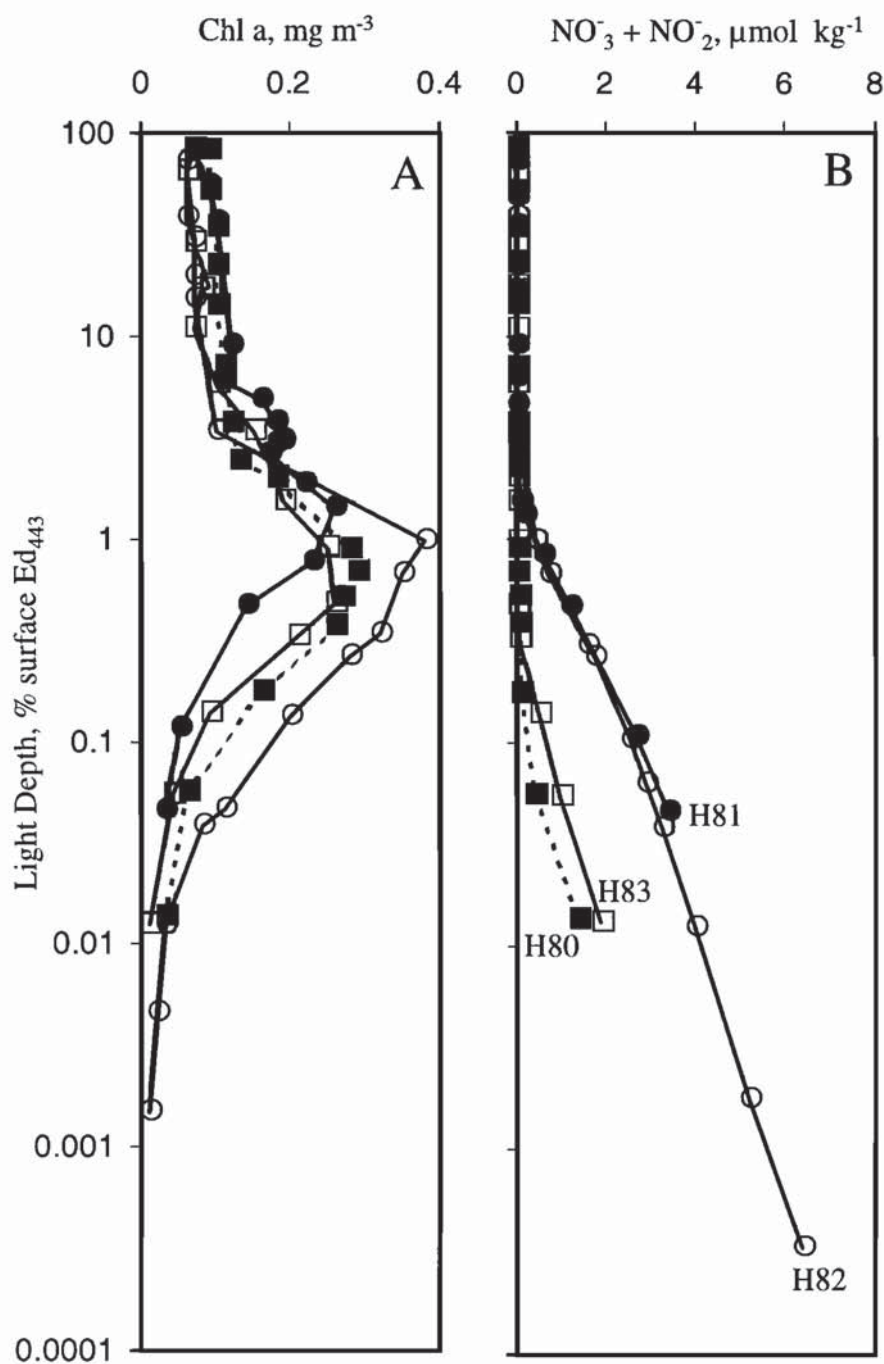 Chl a, mg m-3
NO-3 + NO-2, µmol kg-1
0 0.2 0.4
0 2 4 6 8
100
10
1
0.1
0.01
0.001
0.0001
Light Depth, % surface Ed443
A
B
H81
H83
H80
H82